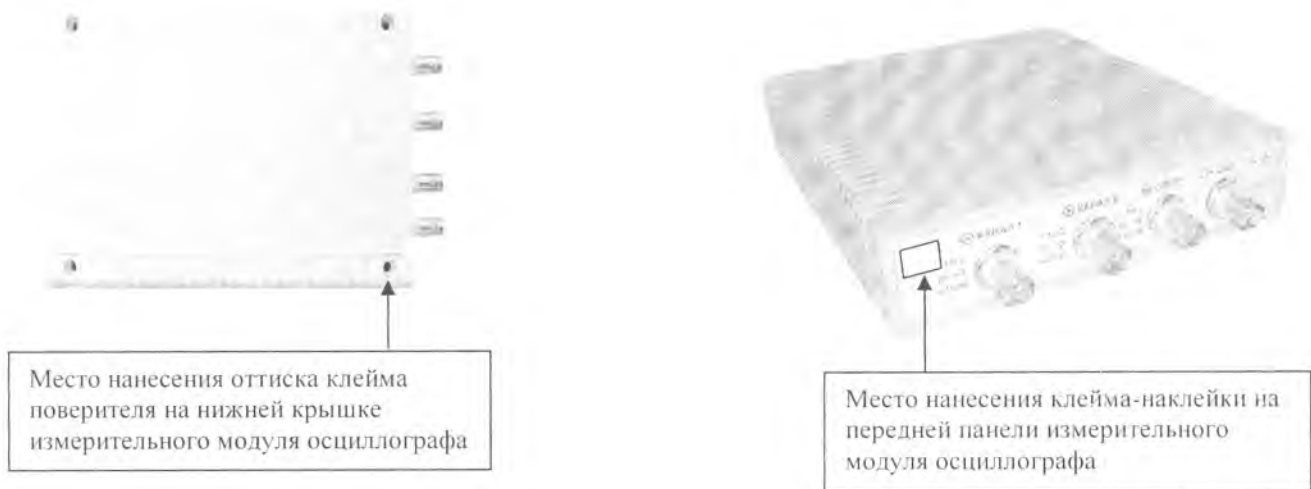 Место нанесения оттиска клейма
поверителя на нижней крышке
измерительного модуля осциллографа
Место нанесения клейма-наклейки на
передней панели измерительного
модуля осциллографа